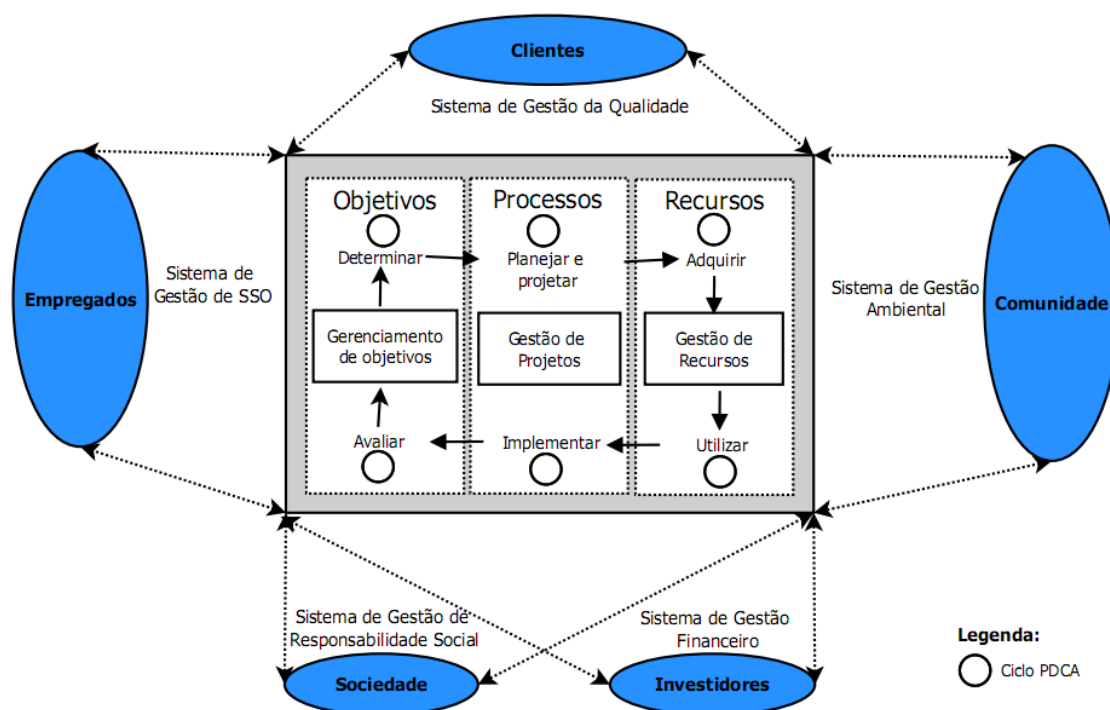 Clientes
Sistema de Gestão da Qualidade
Objetivos
Processos
Recursos
Determinar
Planejar e
projetar
Adquirir
Empregados
Sistema de
Gestão de SSO
Gerenciamento
de objetivos
Gestão de
Projetos
Gestão de
Recursos
Sistema de Gestão
Ambiental
Comunidade
Avaliar
Implementar
Utilizar
Sistema de Gestão de
Responsabilidade Social
Sistema de Gestão
Financeiro
Sociedade
Investidores
Legenda:
Ciclo PDCA